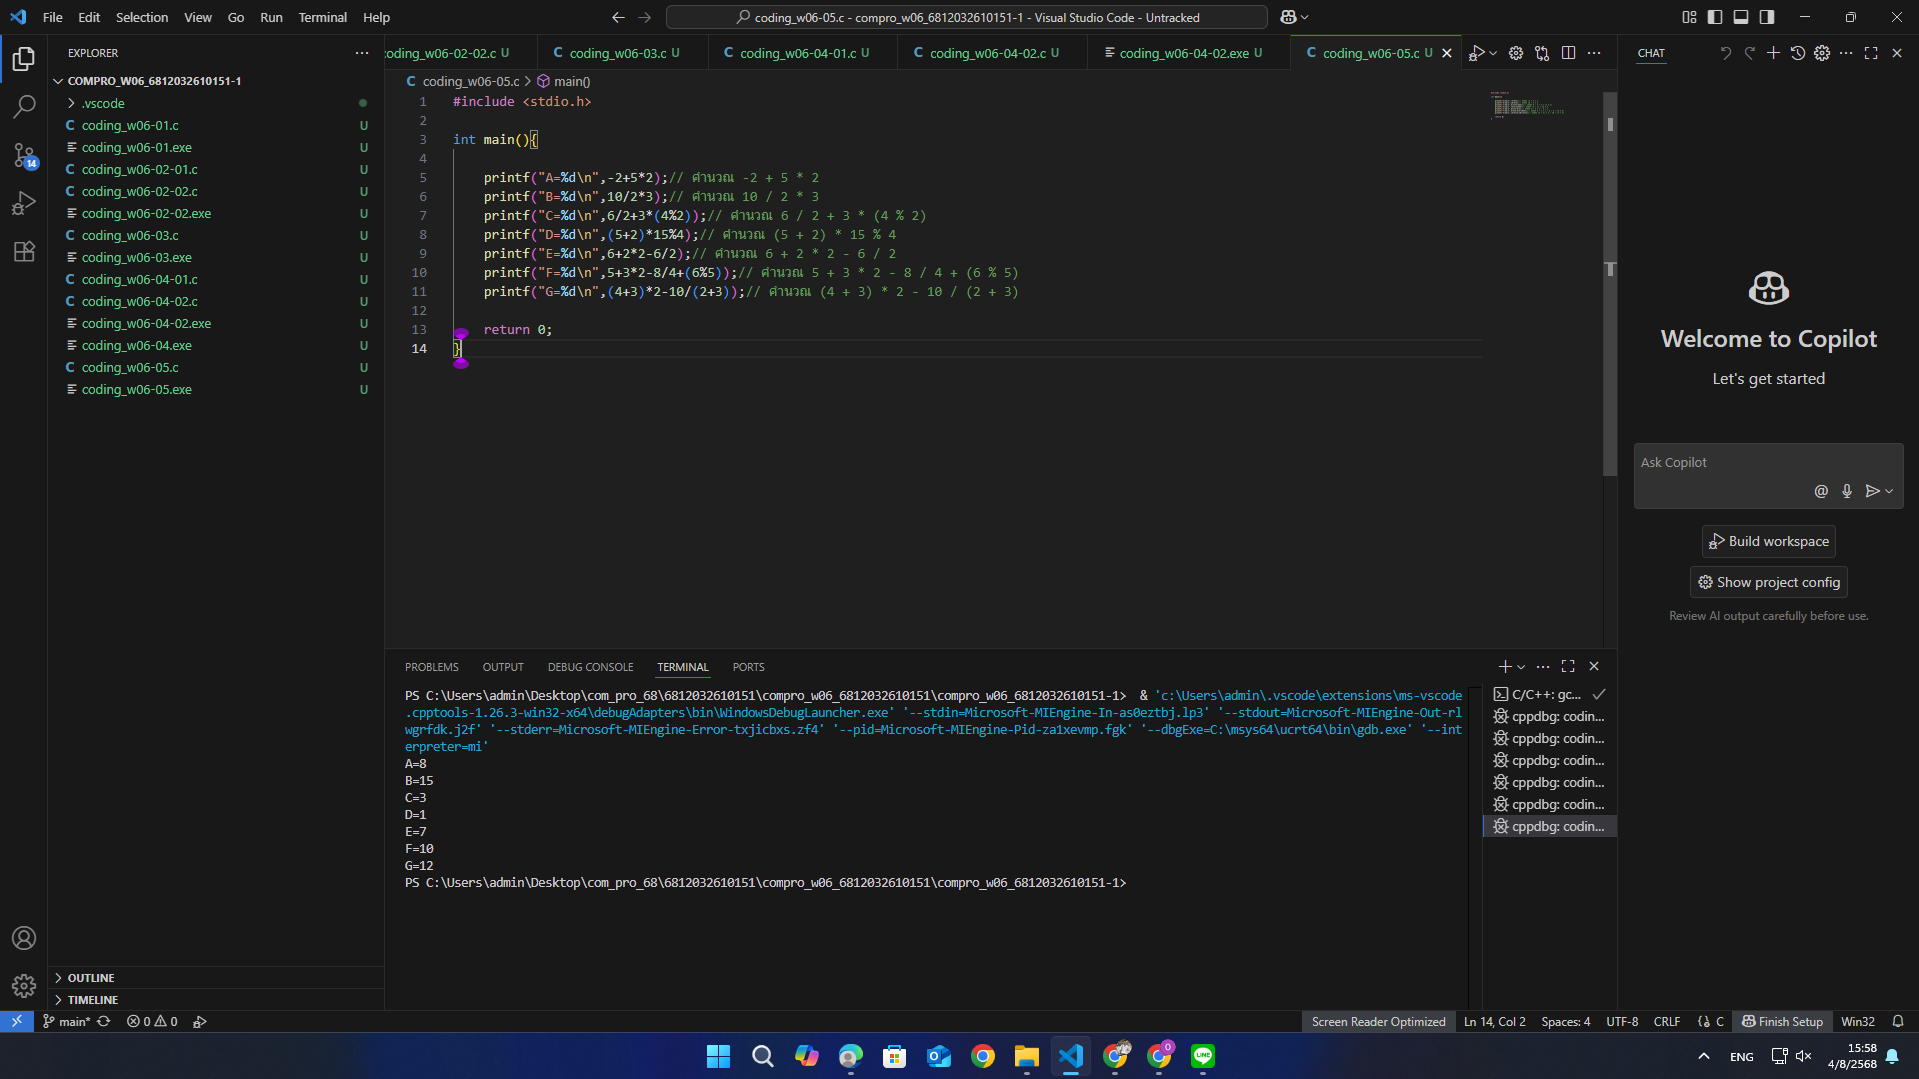 File Edit Selection View Go Run Terminal Help
coding_w06-05.c - compro_w06_6812032610151-1 - Visual Studio Code - Untracked
EXPLORER
COMPRO_W06_6812032610151-1
.vscode
coding_w06-01.c U
coding_w06-01.exe U
coding_w06-02-01.c U
coding_w06-02-02.c U
coding_w06-02-02.exe U
coding_w06-03.c U
coding_w06-03.exe U
coding_w06-04-01.c U
coding_w06-04-02.c U
coding_w06-04-02.exe U
coding_w06-04.exe U
coding_w06-05.c U
coding_w06-05.exe U
OUTLINE
TIMELINE
14
oding_w06-02-02.c U
C coding_w06-03.c U
C coding_w06-04-01.c U
C coding_w06-04-02.c U
coding_w06-04-02.exe U
C coding_w06-05.c U
C coding_w06-05.c > main()
1 #include <stdio.h>
2
3 int main(){
4
5 printf("A=%d\n",-2+5*2);// คำนวณ -2 + 5 * 2
6 printf("B=%d\n",10/2*3);// คำนวณ 10 / 2 * 3
7 printf("C=%d\n",6/2+3*(4%2));// คำนวณ 6 / 2 + 3 * (4 % 2)
8 printf("D=%d\n",(5+2)*15%4);// คำนวณ (5 + 2) * 15 % 4
9 printf("E=%d\n",6+2*2-6/2);// คำนวณ 6 + 2 * 2 - 6 / 2
10 printf("F=%d\n",5+3*2-8/4+(6%5));// คำนวณ 5 + 3 * 2 - 8 / 4 + (6 % 5)
11 printf("G=%d\n",(4+3)*2-10/(2+3));// คำนวณ (4 + 3) * 2 - 10 / (2 + 3)
12
13 return 0;
14 }
CHAT
Welcome to Copilot
Let's get started
Ask Copilot
Build workspace
Show project config
Review AI output carefully before use.
PROBLEMS OUTPUT DEBUG CONSOLE TERMINAL PORTS
PS C:\Users\admin\Desktop\com_pro_68\6812032610151\compro_w06_6812032610151\compro_w06_6812032610151-1>  & 'c:\Users\admin\.vscode\extensions\ms-vscode
.cpptools-1.26.3-win32-x64\debugAdapters\bin\WindowsDebugLauncher.exe' '--stdin=Microsoft-MIEngine-In-as0eztbj.lp3' '--stdout=Microsoft-MIEngine-Out-rl
wgrfdk.j2f' '--stderr=Microsoft-MIEngine-Error-txjicbxs.zf4' '--pid=Microsoft-MIEngine-Pid-za1xevmp.fgk' '--dbgExe=C:\msys64\ucrt64\bin\gdb.exe' '--int
erpreter=mi'
A=8
B=15
C=3
D=1
E=7
F=10
G=12
PS C:\Users\admin\Desktop\com_pro_68\6812032610151\compro_w06_6812032610151\compro_w06_6812032610151-1>
C/C++: gc...
cppdbg: codin...
cppdbg: codin...
cppdbg: codin...
cppdbg: codin...
cppdbg: codin...
cppdbg: codin...
main* 0 0
Screen Reader Optimized Ln 14, Col 2 Spaces: 4 UTF-8 CRLF C Finish Setup Win32
ENG
15:58
4/8/2568